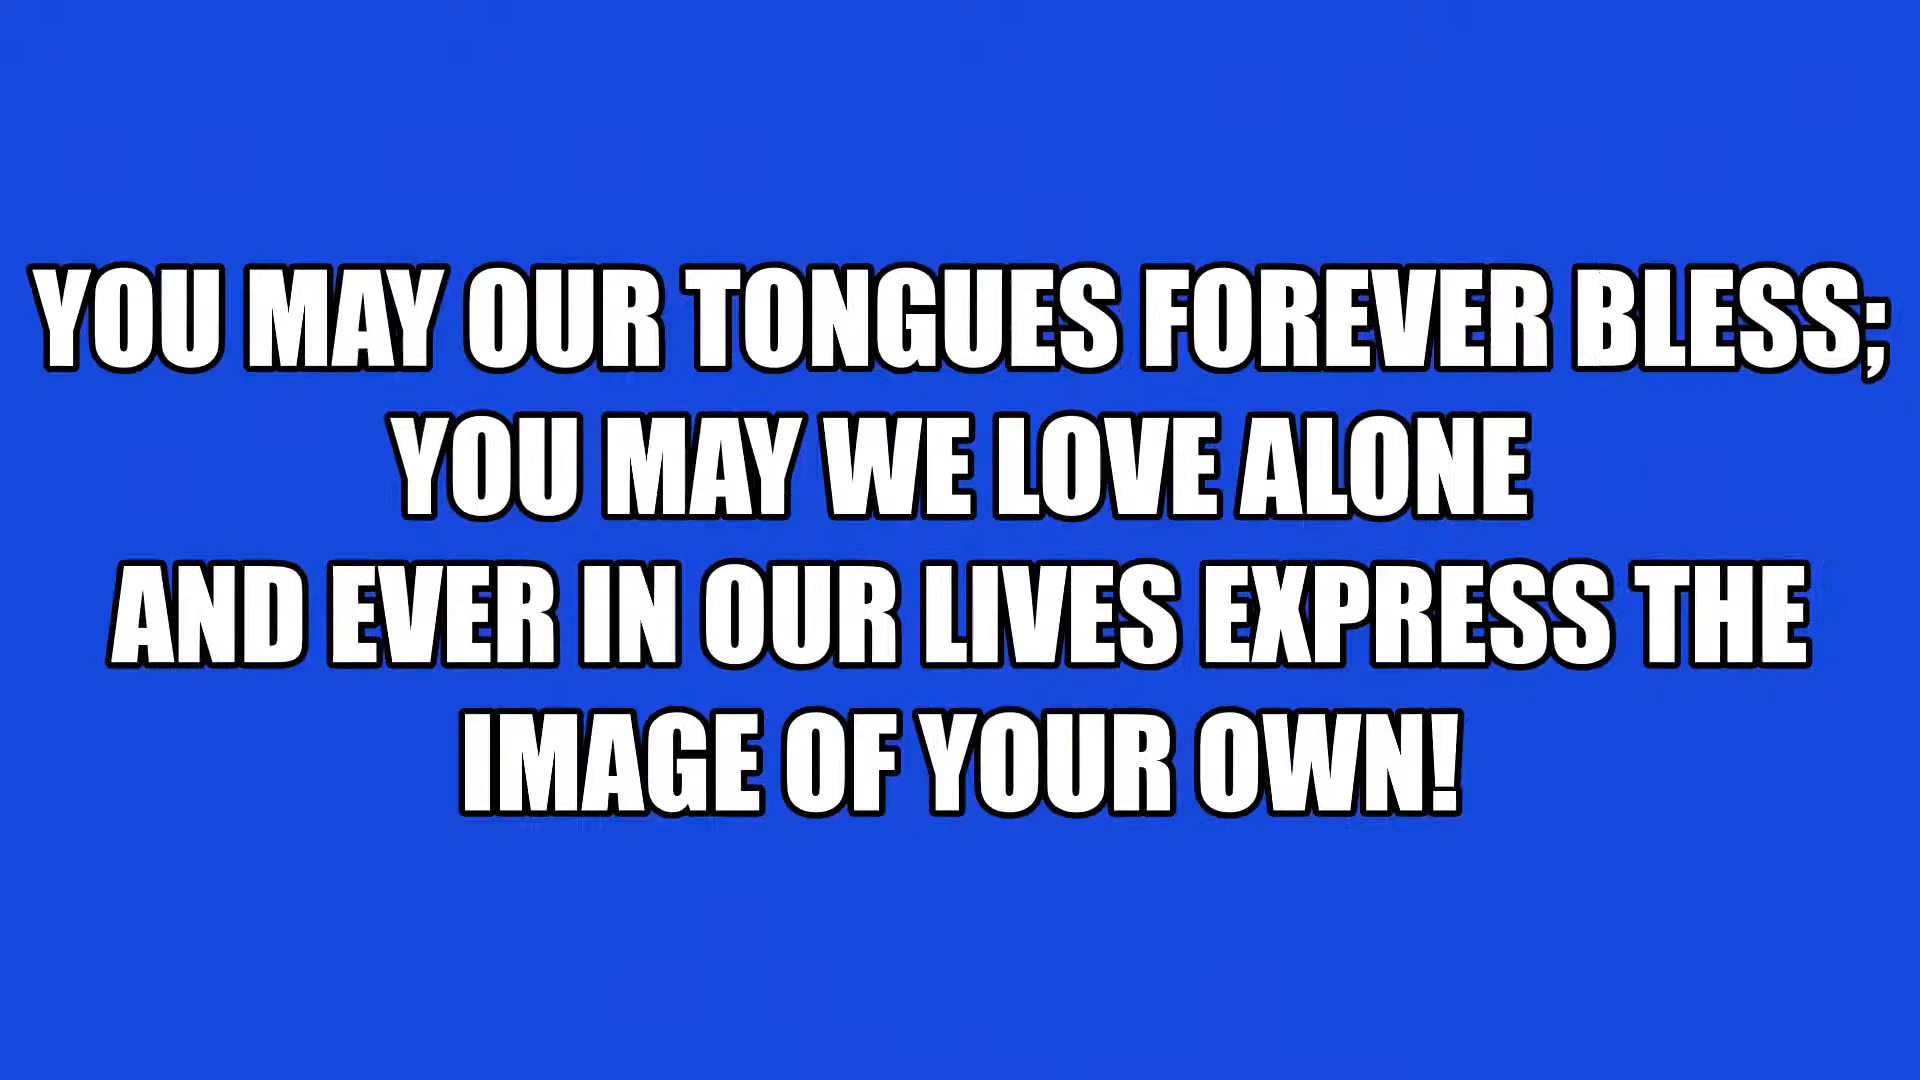 YOU MAY OUR TONGUES FOREVER BLESS;
YOU MAY WE LOVE ALONE
AND EVER IN OUR LIVES EXPRESS THE
IMAGE OF YOUR OWN!